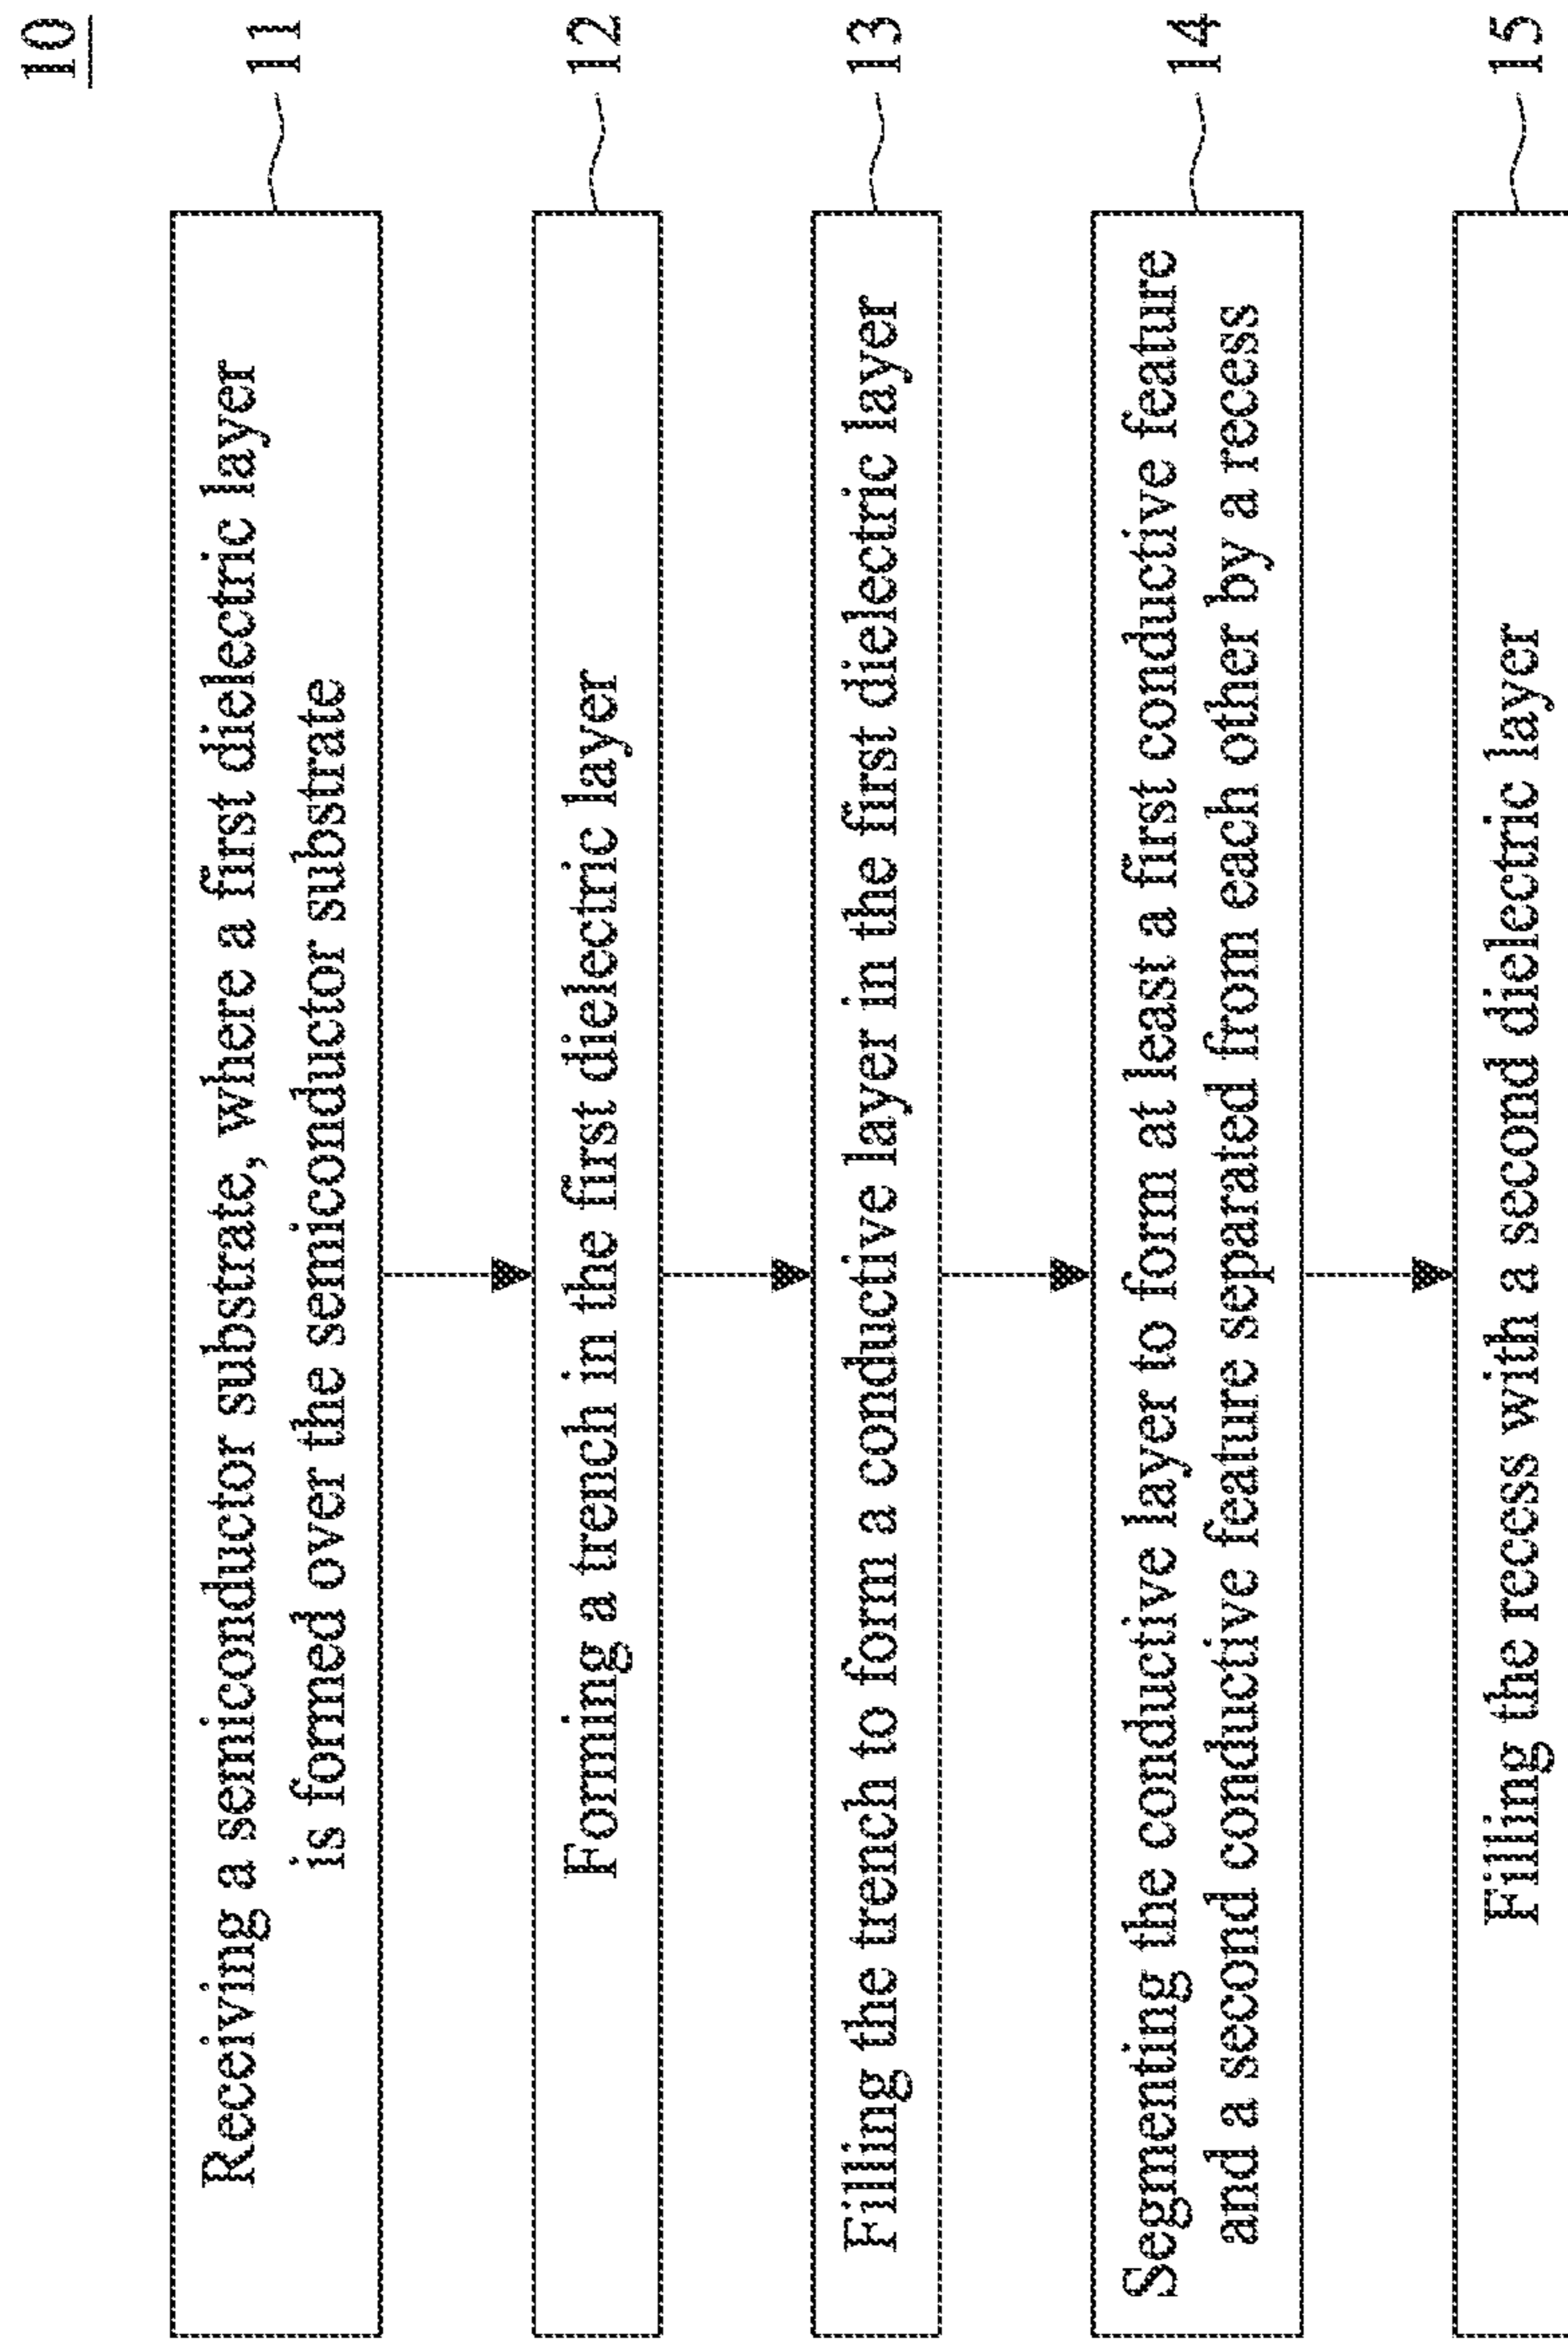 10
Receiving a semiconductor substrate, where a first dielectric layer
is formed over the semiconductor substrate
11
Forming a trench in the first dielectric layer
12
Filling the trench to form a conductive layer in the first dielectric layer
13
Segmenting the conductive layer to form at least a first conductive feature
and a second conductive feature separated from each other by a recess
14
Filling the recess with a second dielectric layer
15